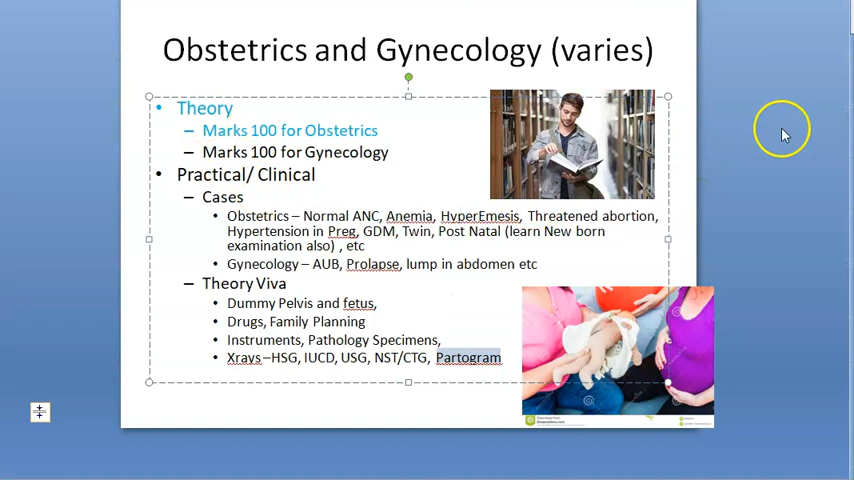 Obstetrics and Gynecology (varies)
• Theory
– Marks 100 for Obstetrics
– Marks 100 for Gynecology
• Practical/ Clinical
– Cases
• Obstetrics – Normal ANC, Anemia, HyperEmesis, Threatened abortion,
Hypertension in Preg, GDM, Twin, Post Natal (learn New born
examination also) , etc
• Gynecology – AUB, Prolapse, lump in abdomen etc
– Theory Viva
• Dummy Pelvis and fetus,
• Drugs, Family Planning
• Instruments, Pathology Specimens,
• Xrays –HSG, IUCD, USG, NST/CTG, Partogram